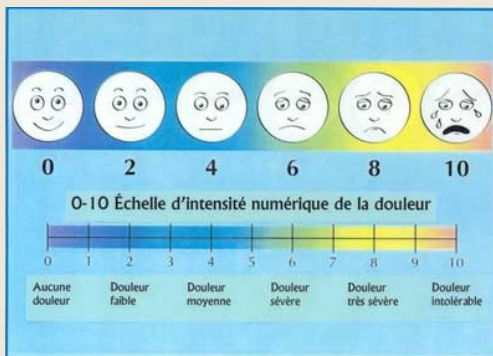 0 2 4 6 8 10
0-10 Échelle d'intensité numérique de la douleur
0 1 2 3 4 5 6 7 8 9 10
Aucune douleur
Douleur faible
Douleur moyenne
Douleur sévère
Douleur très sévère
Douleur intolérable